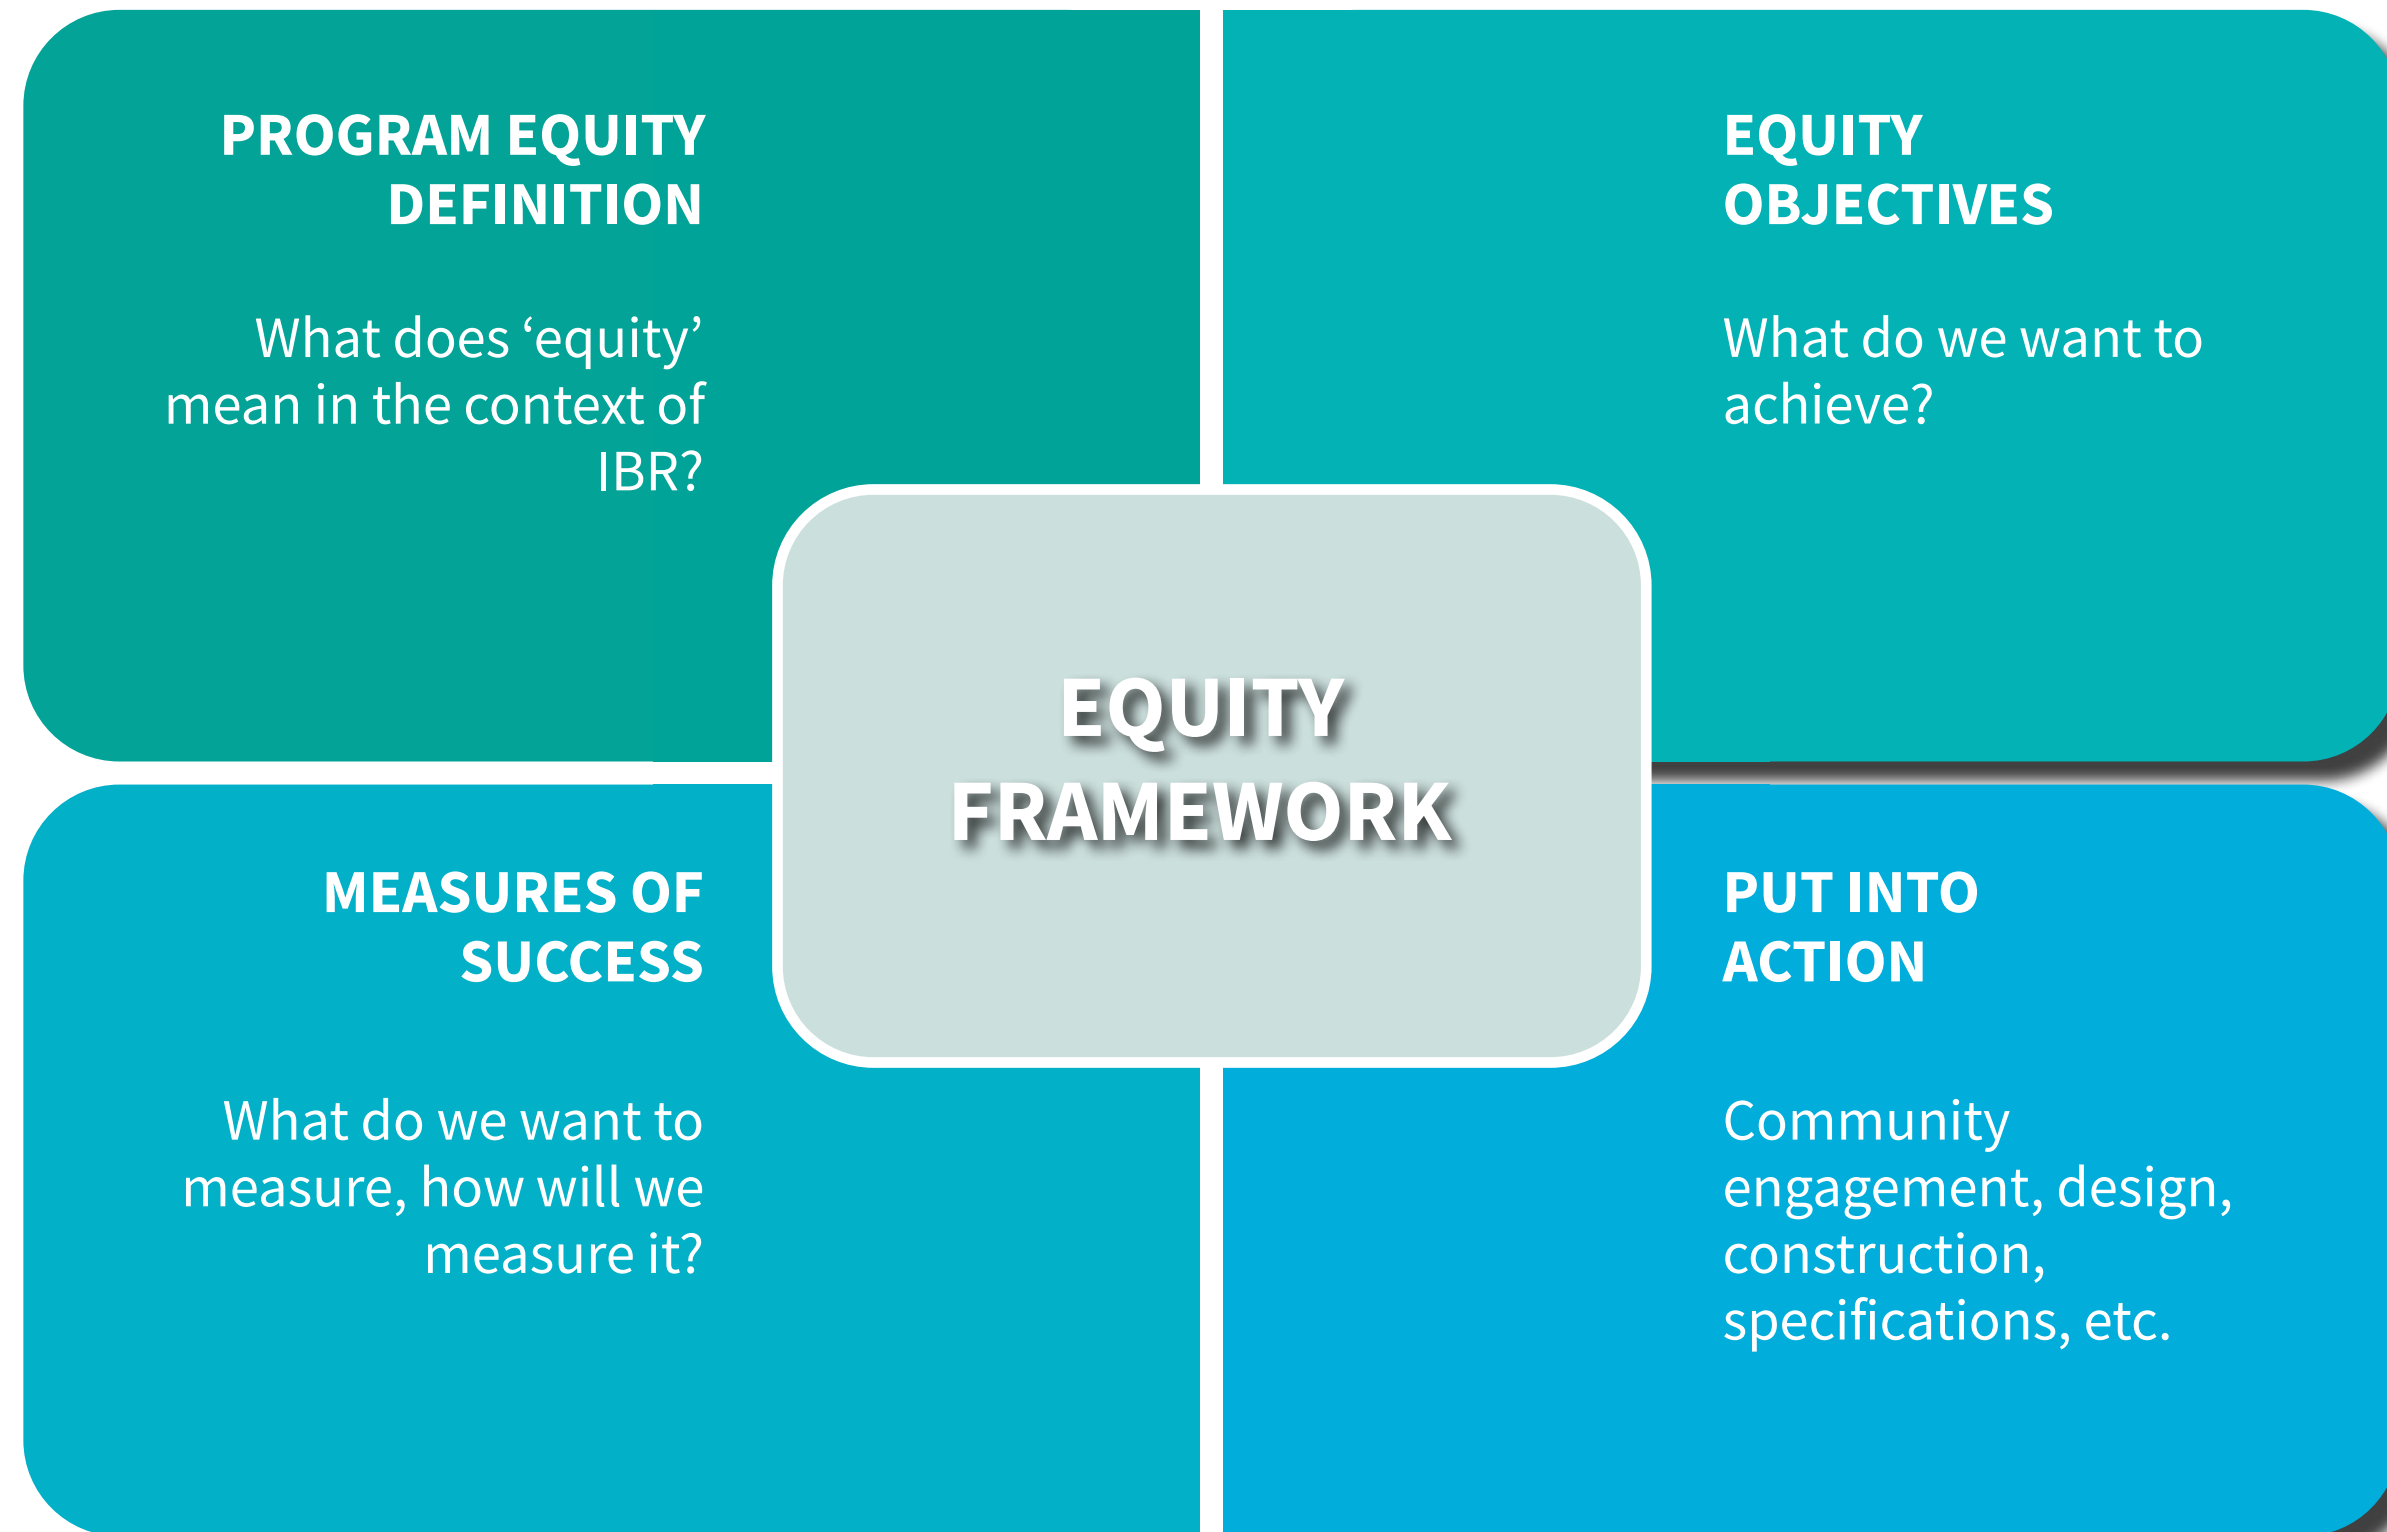 PROGRAM EQUITY
DEFINITION
What does ‘equity’
mean in the context of
IBR?
EQUITY
OBJECTIVES
What do we want to
achieve?
EQUITY
FRAMEWORK
MEASURES OF
SUCCESS
What do we want to
measure, how will we
measure it?
PUT INTO
ACTION
Community
engagement, design,
construction,
specifications, etc.